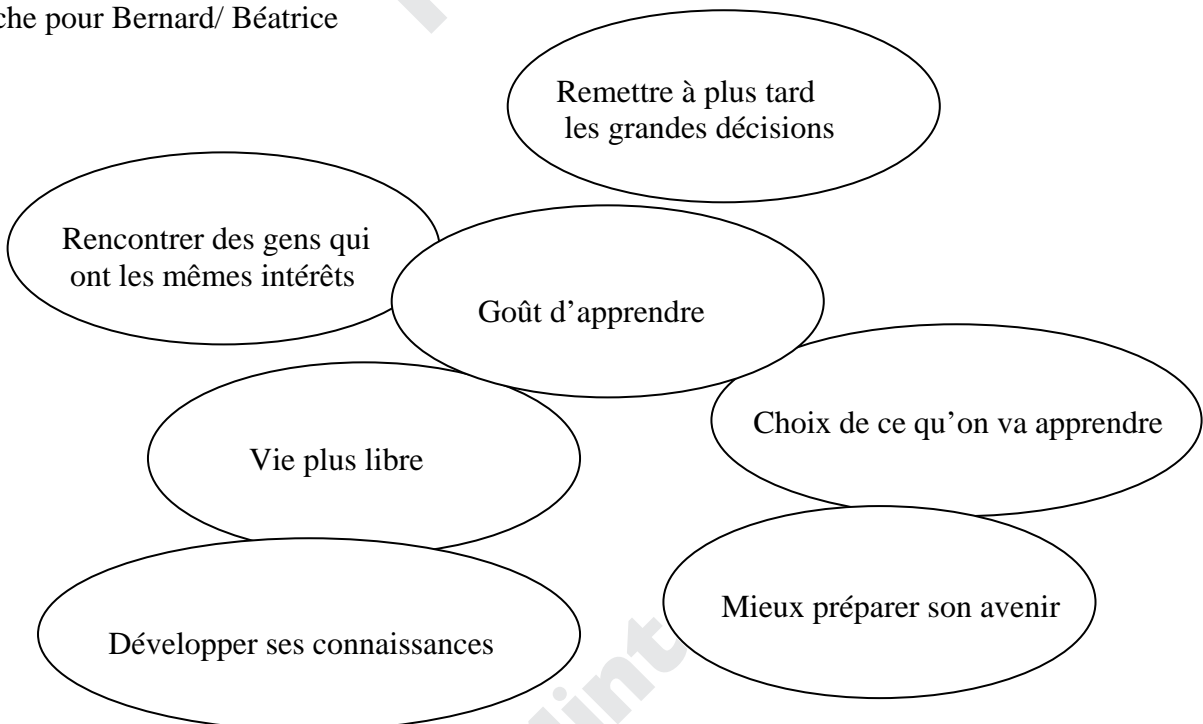 che pour Bernard/ Béatrice
Remettre à plus tard
les grandes décisions
Rencontrer des gens qui
ont les mêmes intérêts
Goût d’apprendre
Choix de ce qu’on va apprendre
Vie plus libre
Mieux préparer son avenir
Développer ses connaissances